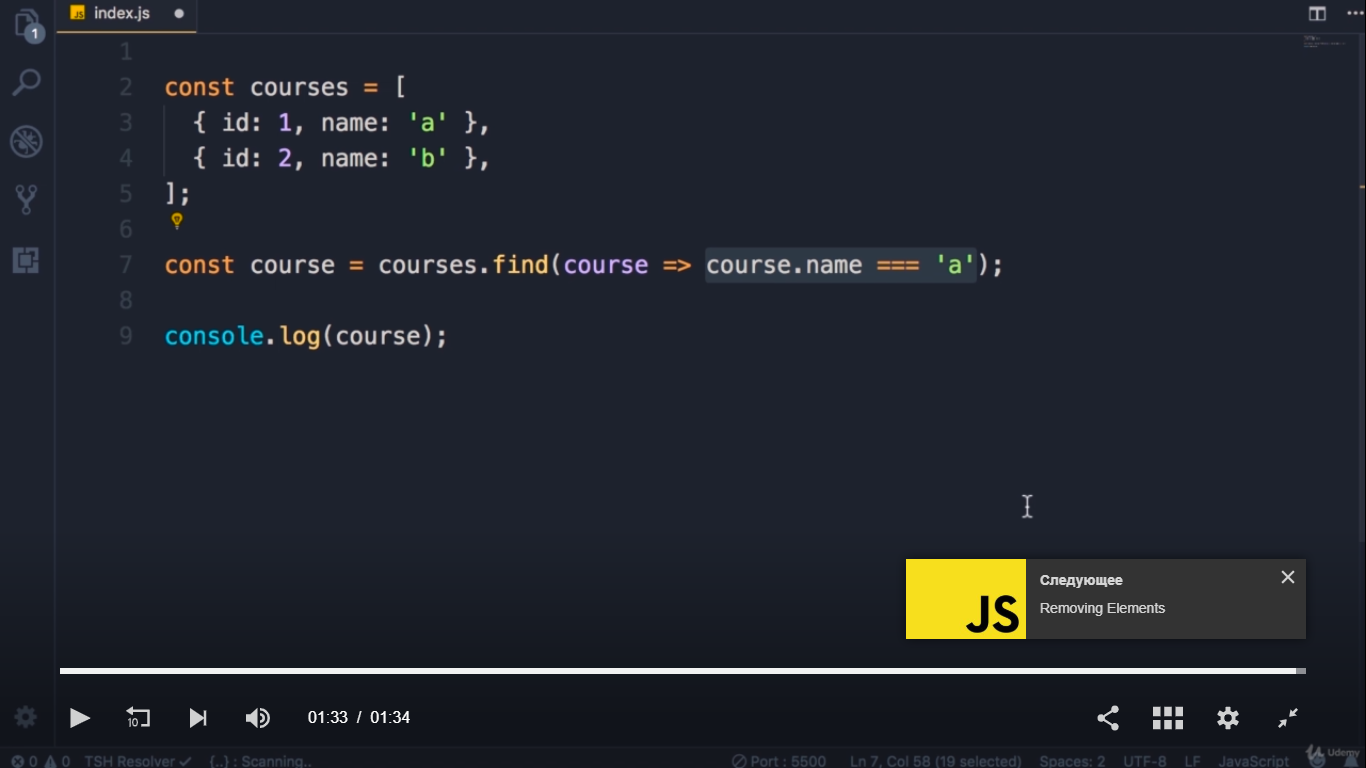 1
JS index.js
1
2 const courses = [
3 { id: 1, name: 'a' },
4 { id: 2, name: 'b' },
5 ];
6
7 const course = courses.find(course => course.name === 'a');
8
9 console.log(course);
JS
Следующее
Removing Elements
10
01:33 / 01:34
0 0 TSH Resolver {..} : Scanning.. Port : 5500 Ln 7, Col 58 (19 selected) Spaces: 2 UTF-8 LF JavaScript
Udemy